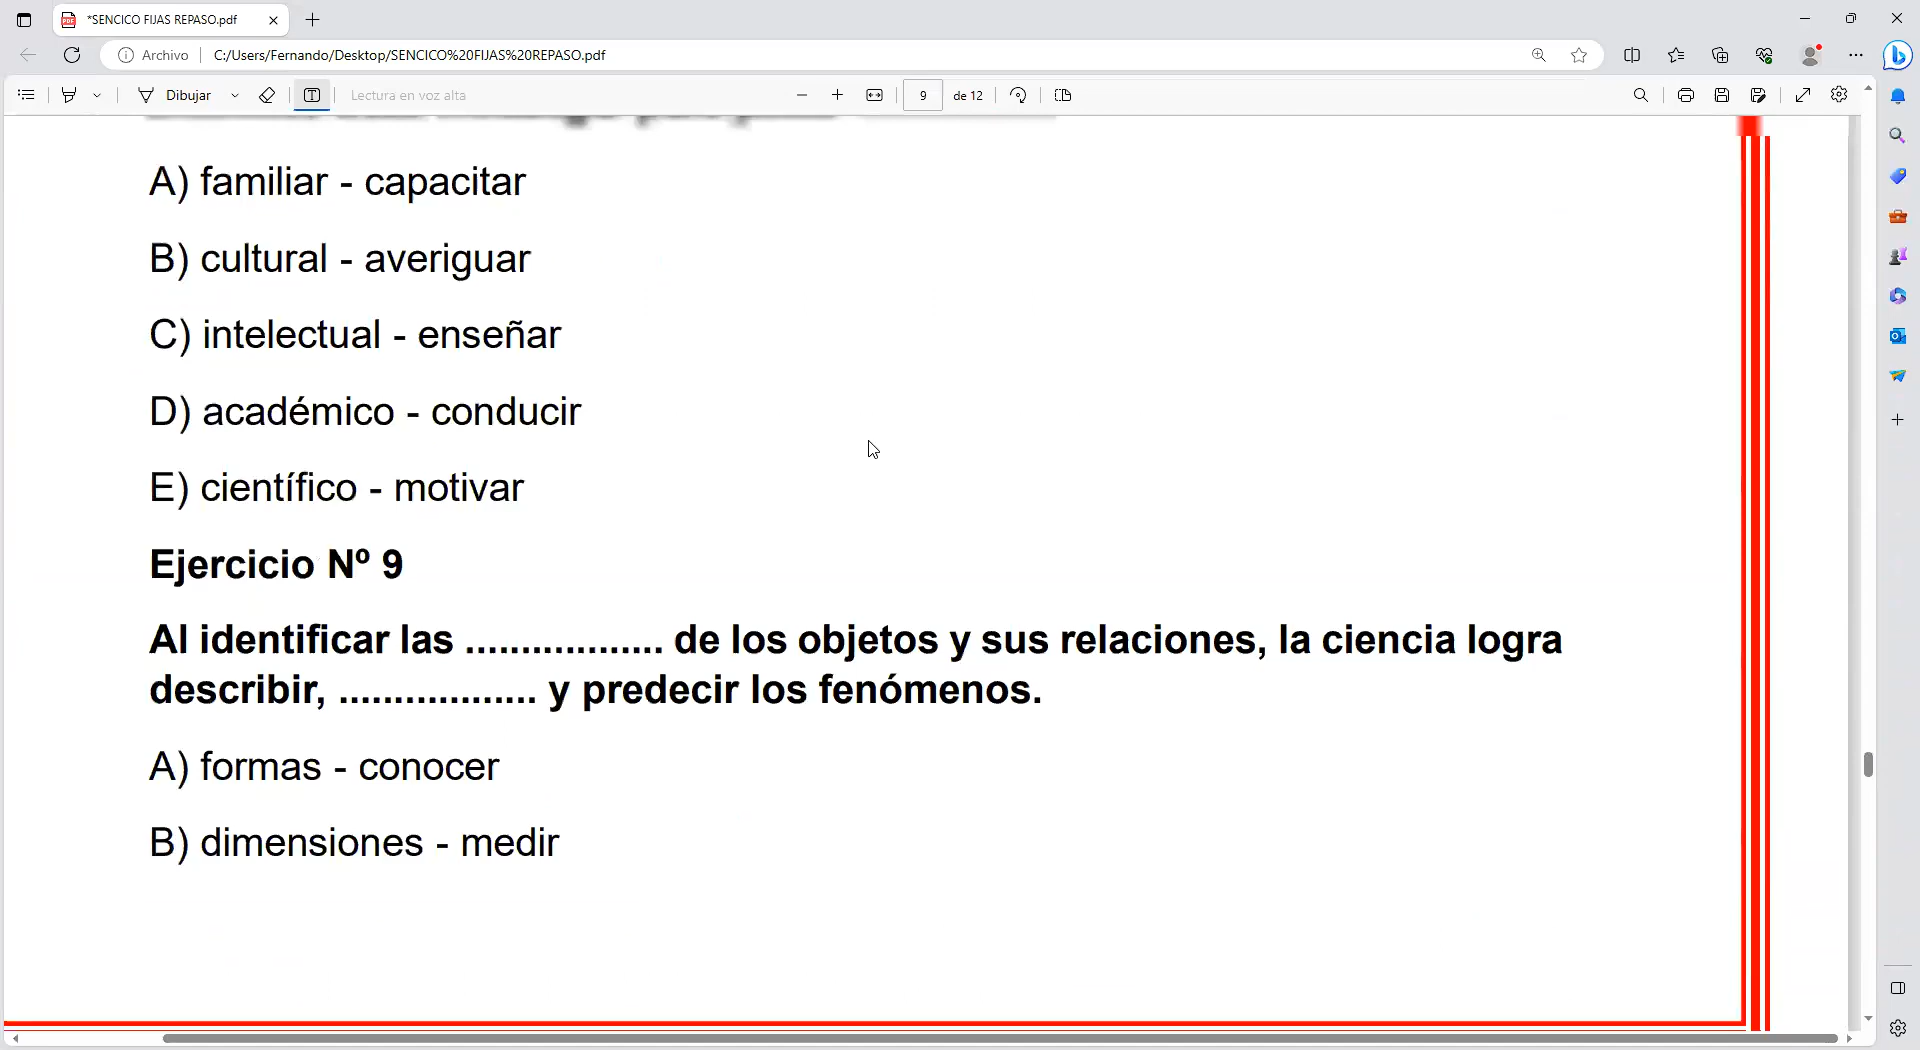 *SENCICO FIJAS REPASO.pdf
Archivo
C:/Users/Fernando/Desktop/SENCICO%20FIJAS%20REPASO.pdf
Dibujar
Lectura en voz alta
9
de 12
A) familiar - capacitar
B) cultural - averiguar
C) intelectual - enseñar
D) académico - conducir
E) científico - motivar
Ejercicio Nº 9
Al identificar las .................. de los objetos y sus relaciones, la ciencia logra
describir, .................. y predecir los fenómenos.
A) formas - conocer
B) dimensiones - medir